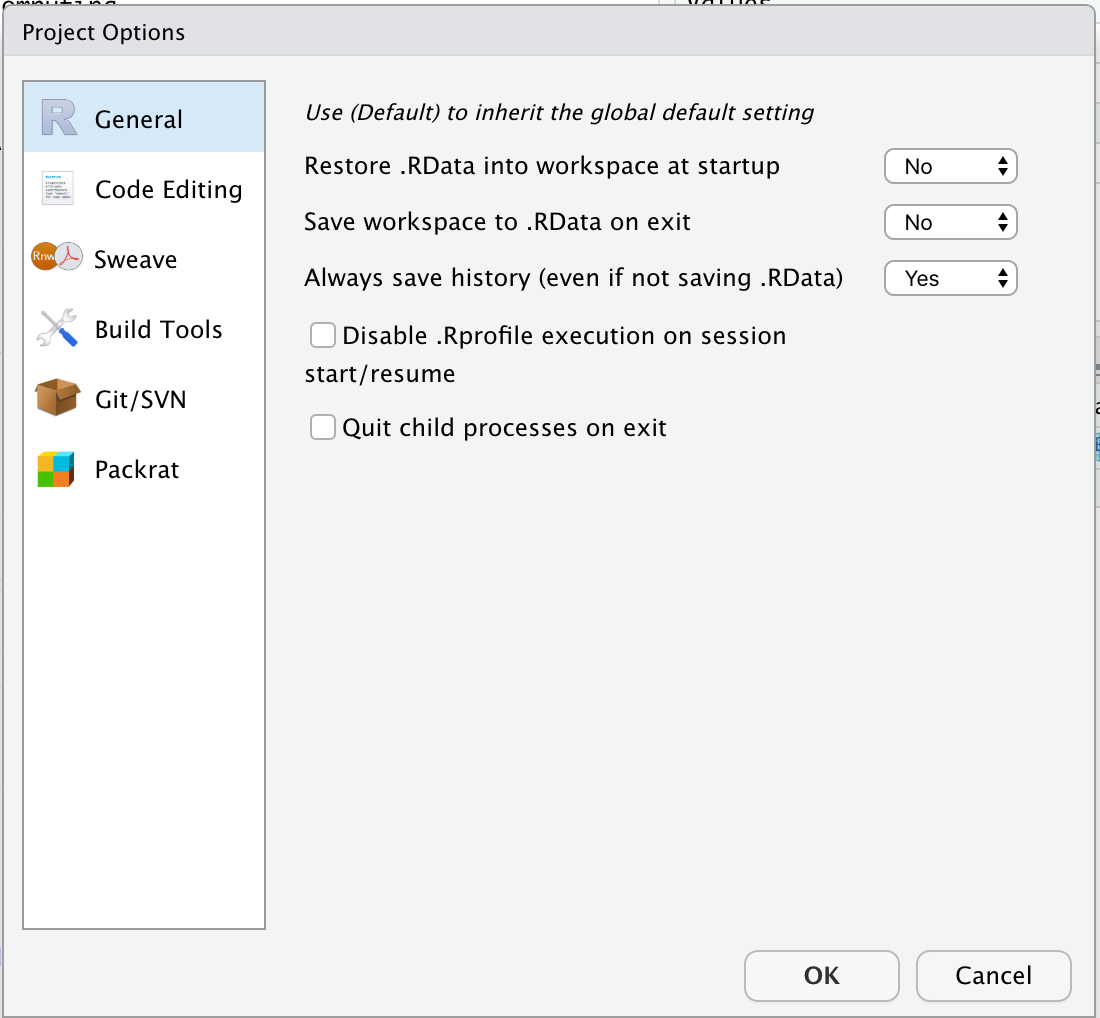 Project Options
General
Code Editing
Rnw
Sweave
Build Tools
Git/SVN
Packrat
Use (Default) to inherit the global default setting
Restore .RData into workspace at startup
No
Save workspace to .RData on exit
No
Always save history (even if not saving .RData)
Yes
Disable .Rprofile execution on session
start/resume
Quit child processes on exit
OK
Cancel